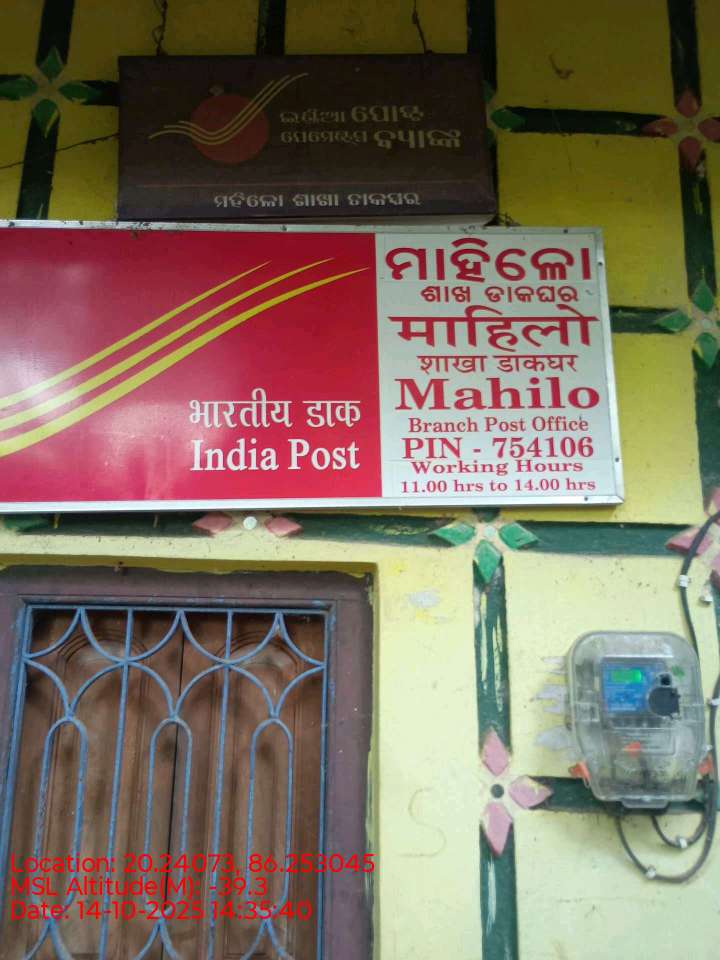 ଇଣ୍ଡିଆ ପୋଷ୍ଟ
ପେମେଣ୍ଟସ ବ୍ୟାଙ୍କ
ମହିଳୋ ଶାଖା ଡାକଘର
ମାହିଳୋ
ଶାଖ ଡାକଘର
माहिलो
शाखा डाकघर
Mahilo
Branch Post Office
PIN - 754106
Working Hours
11.00 hrs to 14.00 hrs
भारतीय डाक
India Post
Location: 20.24073, 86.253045
MSL Altitude(M): -39.3
Date: 14-10-2025 14:35:40